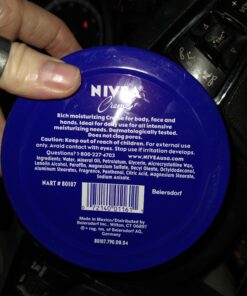 NIVEA
Creme
Rich moisturizing Creme for body, face and
hands. Ideal for daily use for all intensive
moisturizing needs. Dermatologically tested.
Does not clog pores.
Caution: Keep out of reach of children. For external use
only. Avoid contact with eyes. Stop use if irritation develops.
Questions? 1-800-227-4703
www.NIVEAusa.com
Ingredients: Water, Mineral Oil, Petrolatum, Glycerin, Microcrystalline Wax,
Lanolin Alcohol, Paraffin, Magnesium Sulfate, Decyl Oleate, Octyldodecanol,
Aluminum Stearates, Fragrance, Panthenol, Citric Acid, Magnesium Stearate,
Sodium Anisate.
NART # 80107
Beiersdorf
Made in Mexico/Distributed by
Beiersdorf Inc., Wilton, CT 06897
® = reg. tm. of Beiersdorf AG,
Germany
80107.790.00.04